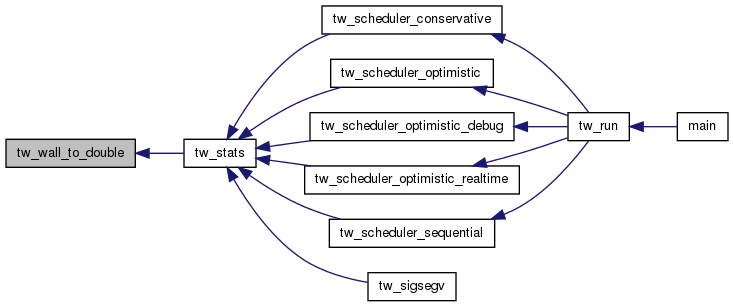 tw_scheduler_conservative
tw_scheduler_optimistic
tw_scheduler_optimistic_debug
tw_run
main
tw_wall_to_double
tw_stats
tw_scheduler_optimistic_realtime
tw_scheduler_sequential
tw_sigsegv